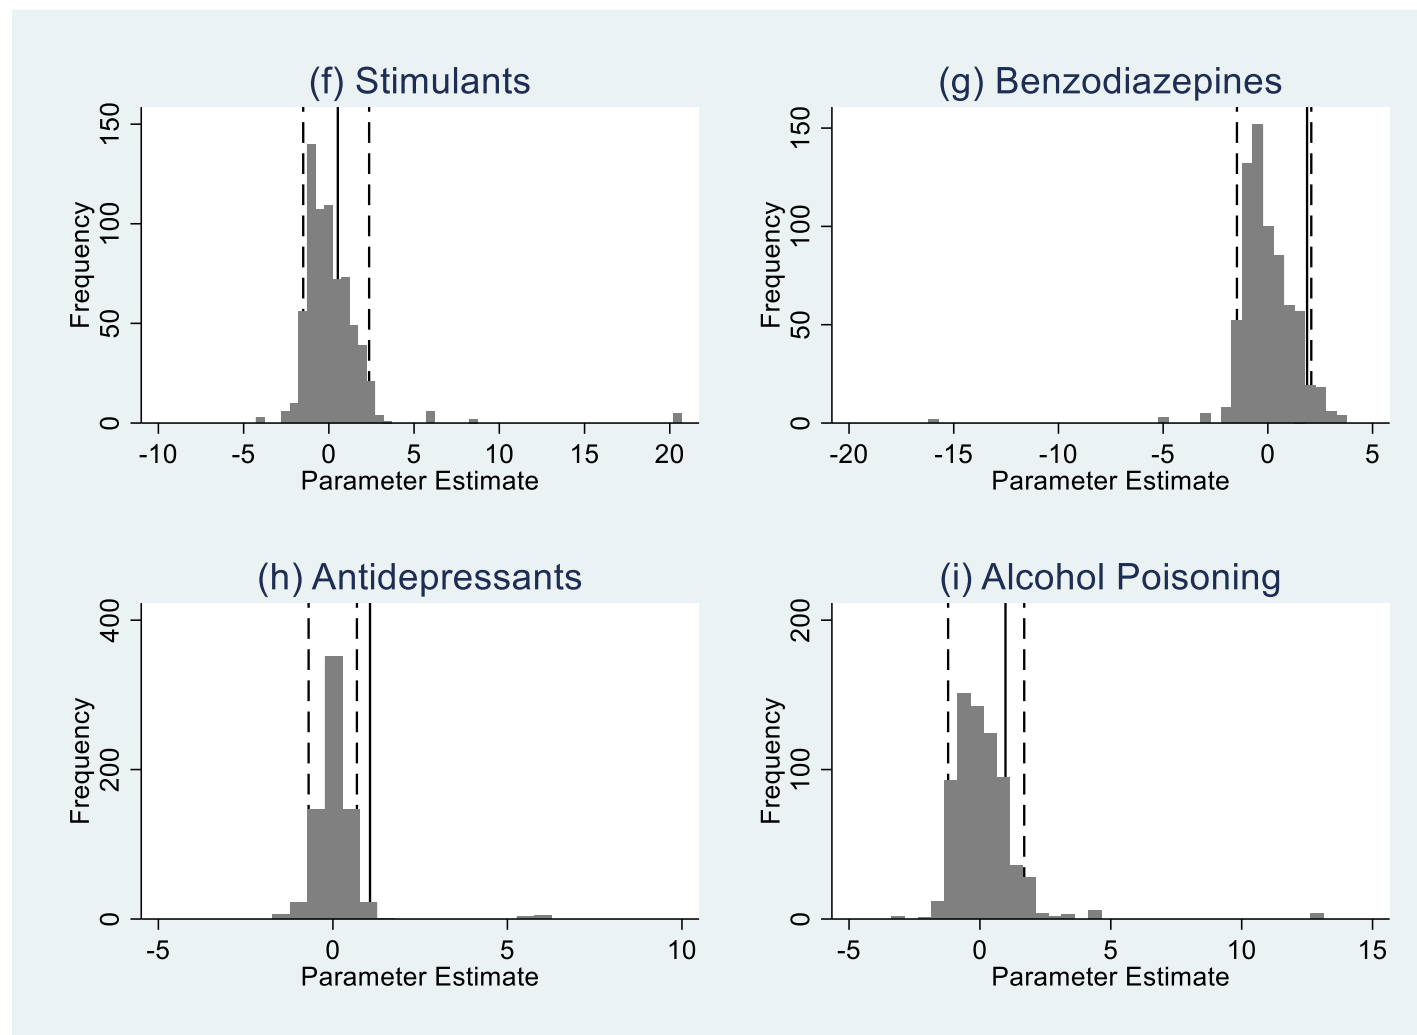 (f) Stimulants
150
100
50
0
Frequency
-10 -5 0 5 10 15 20
Parameter Estimate
(g) Benzodiazepines
150
100
50
0
Frequency
-20 -15 -10 -5 0 5
Parameter Estimate
(h) Antidepressants
400
200
0
Frequency
-5 0 5 10
Parameter Estimate
(i) Alcohol Poisoning
200
100
0
Frequency
-5 0 5 10 15
Parameter Estimate